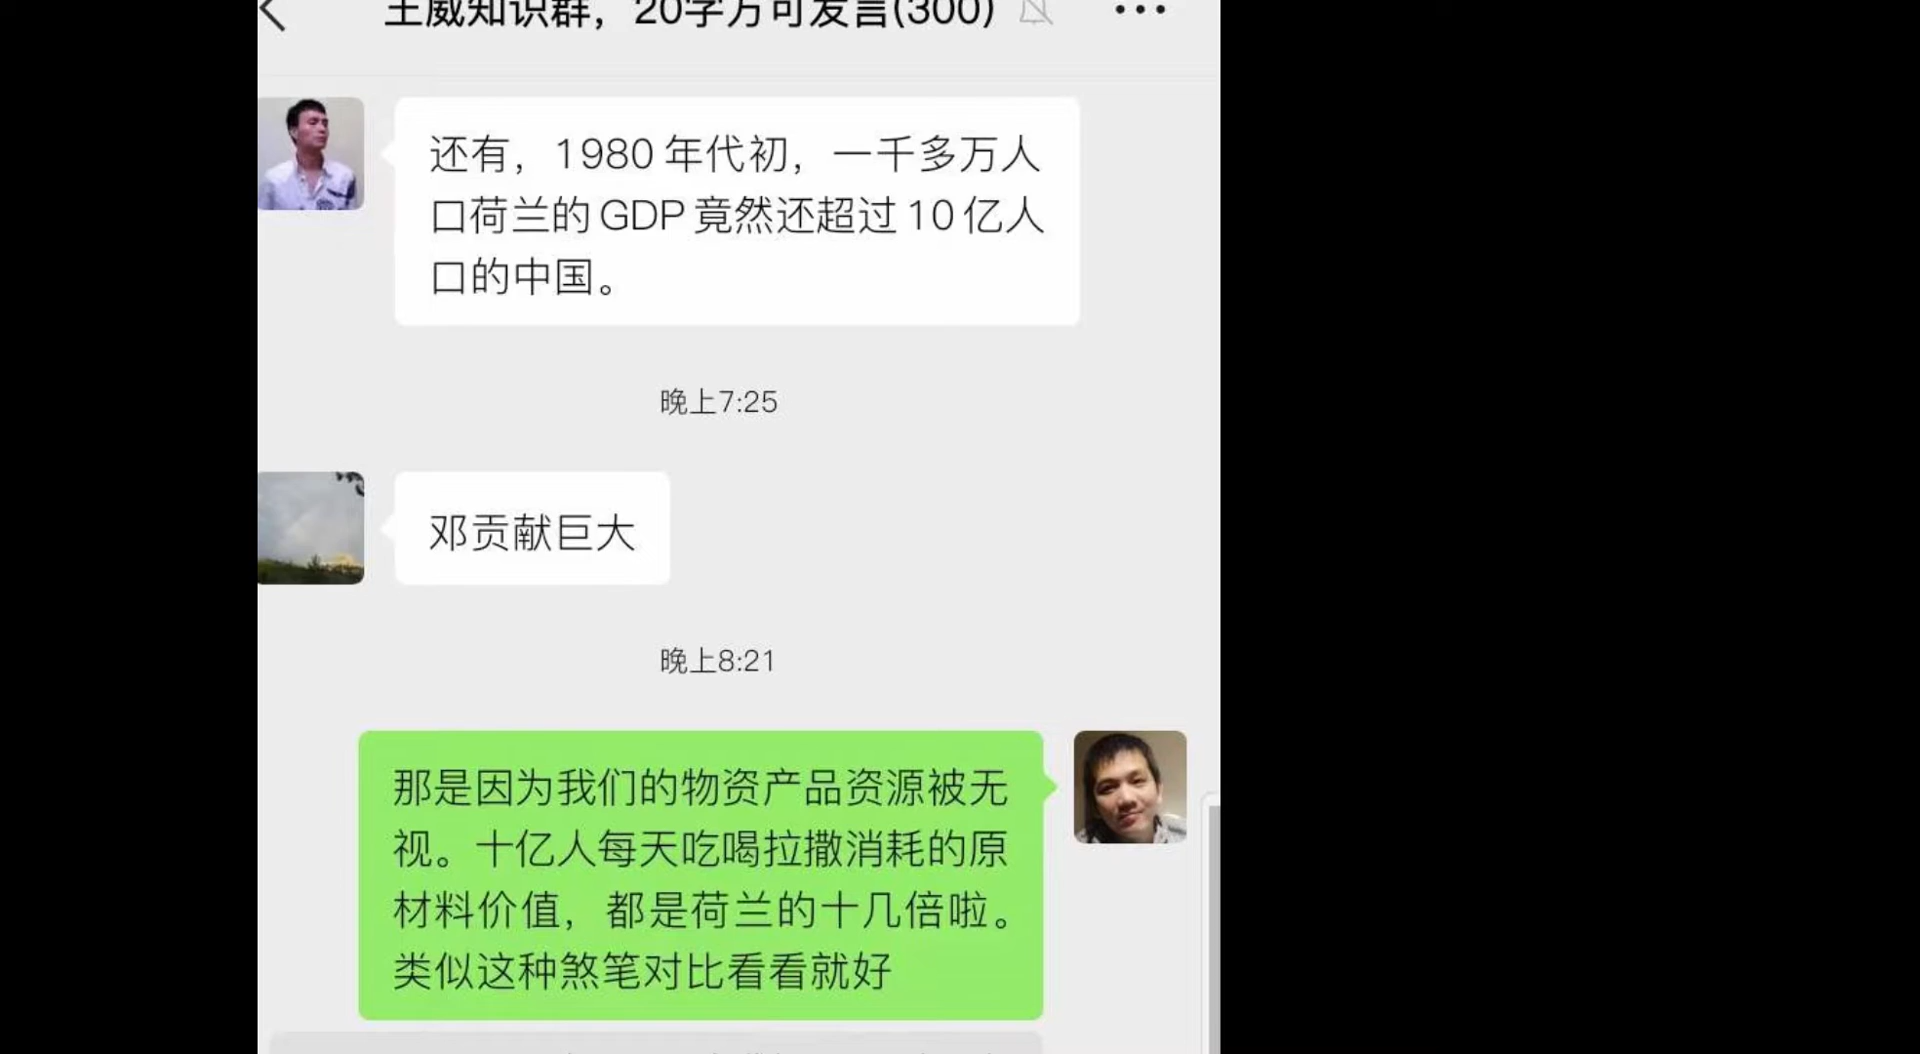 王威知识群，20字方可发言(300)
还有，1980年代初，一千多万人
口荷兰的GDP竟然还超过10亿人
口的中国。
晚上7:25
邓贡献巨大
晚上8:21
那是因为我们的物资产品资源被无
视。十亿人每天吃喝拉撒消耗的原
材料价值，都是荷兰的十几倍啦。
类似这种煞笔对比看看就好